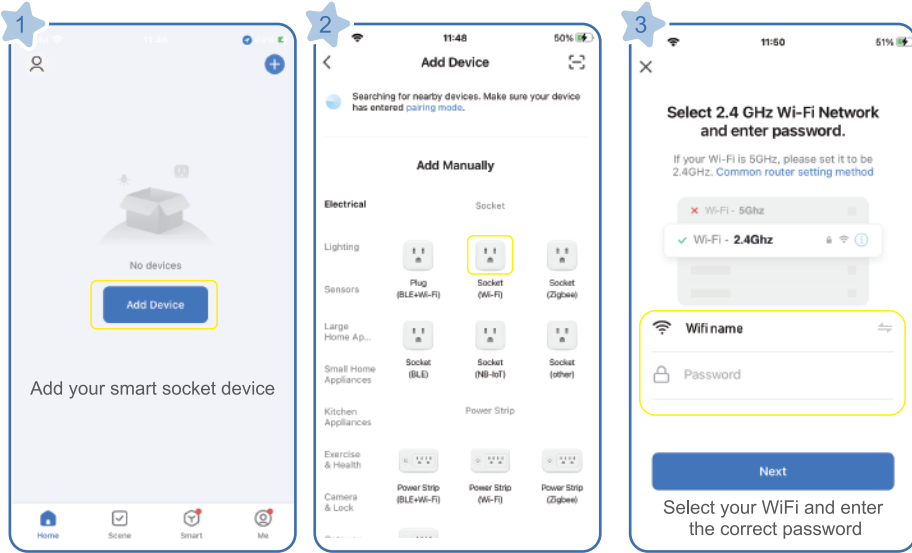 1
11:46
No devices
Add Device
Add your smart socket device
Home
Scene
Smart
Me
2
11:48
50%
Add Device
Searching for nearby devices. Make sure your device
has entered pairing mode.
Add Manually
Electrical
Socket
Lighting
Sensors
Large
Home Ap...
Small Home
Appliances
Kitchen
Appliances
Exercise
& Health
Camera
& Lock
Plug
(BLE+Wi-Fi)
Socket
(Wi-Fi)
Socket
(Zigbee)
Socket
(BLE)
Socket
(NB-IoT)
Socket
(other)
Power Strip
Power Strip
(BLE+Wi-Fi)
Power Strip
(Wi-Fi)
Power Strip
(Zigbee)
3
11:50
51%
Select 2.4 GHz Wi-Fi Network
and enter password.
If your Wi-Fi is 5GHz, please set it to be
2.4GHz. Common router setting method
Wi-Fi - 5Ghz
Wi-Fi - 2.4Ghz
Wifi name
Password
Next
Select your WiFi and enter
the correct password